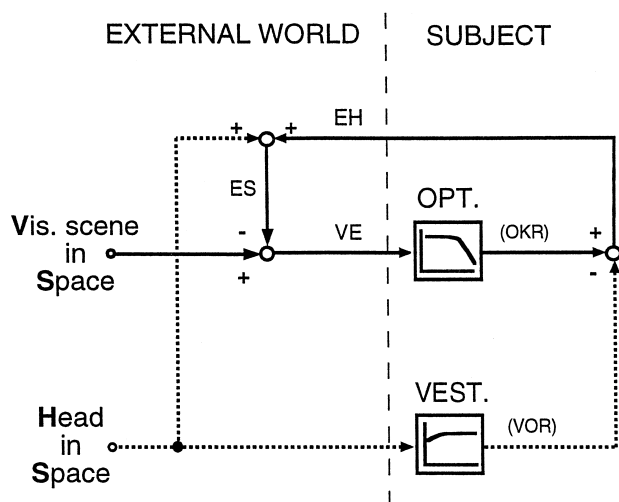 EXTERNAL WORLD
SUBJECT
EH
+
+
ES
OPT.
Vis. scene
in
Space
-
+
VE
(OKR)
+
-
VEST.
Head
in
Space
(VOR)